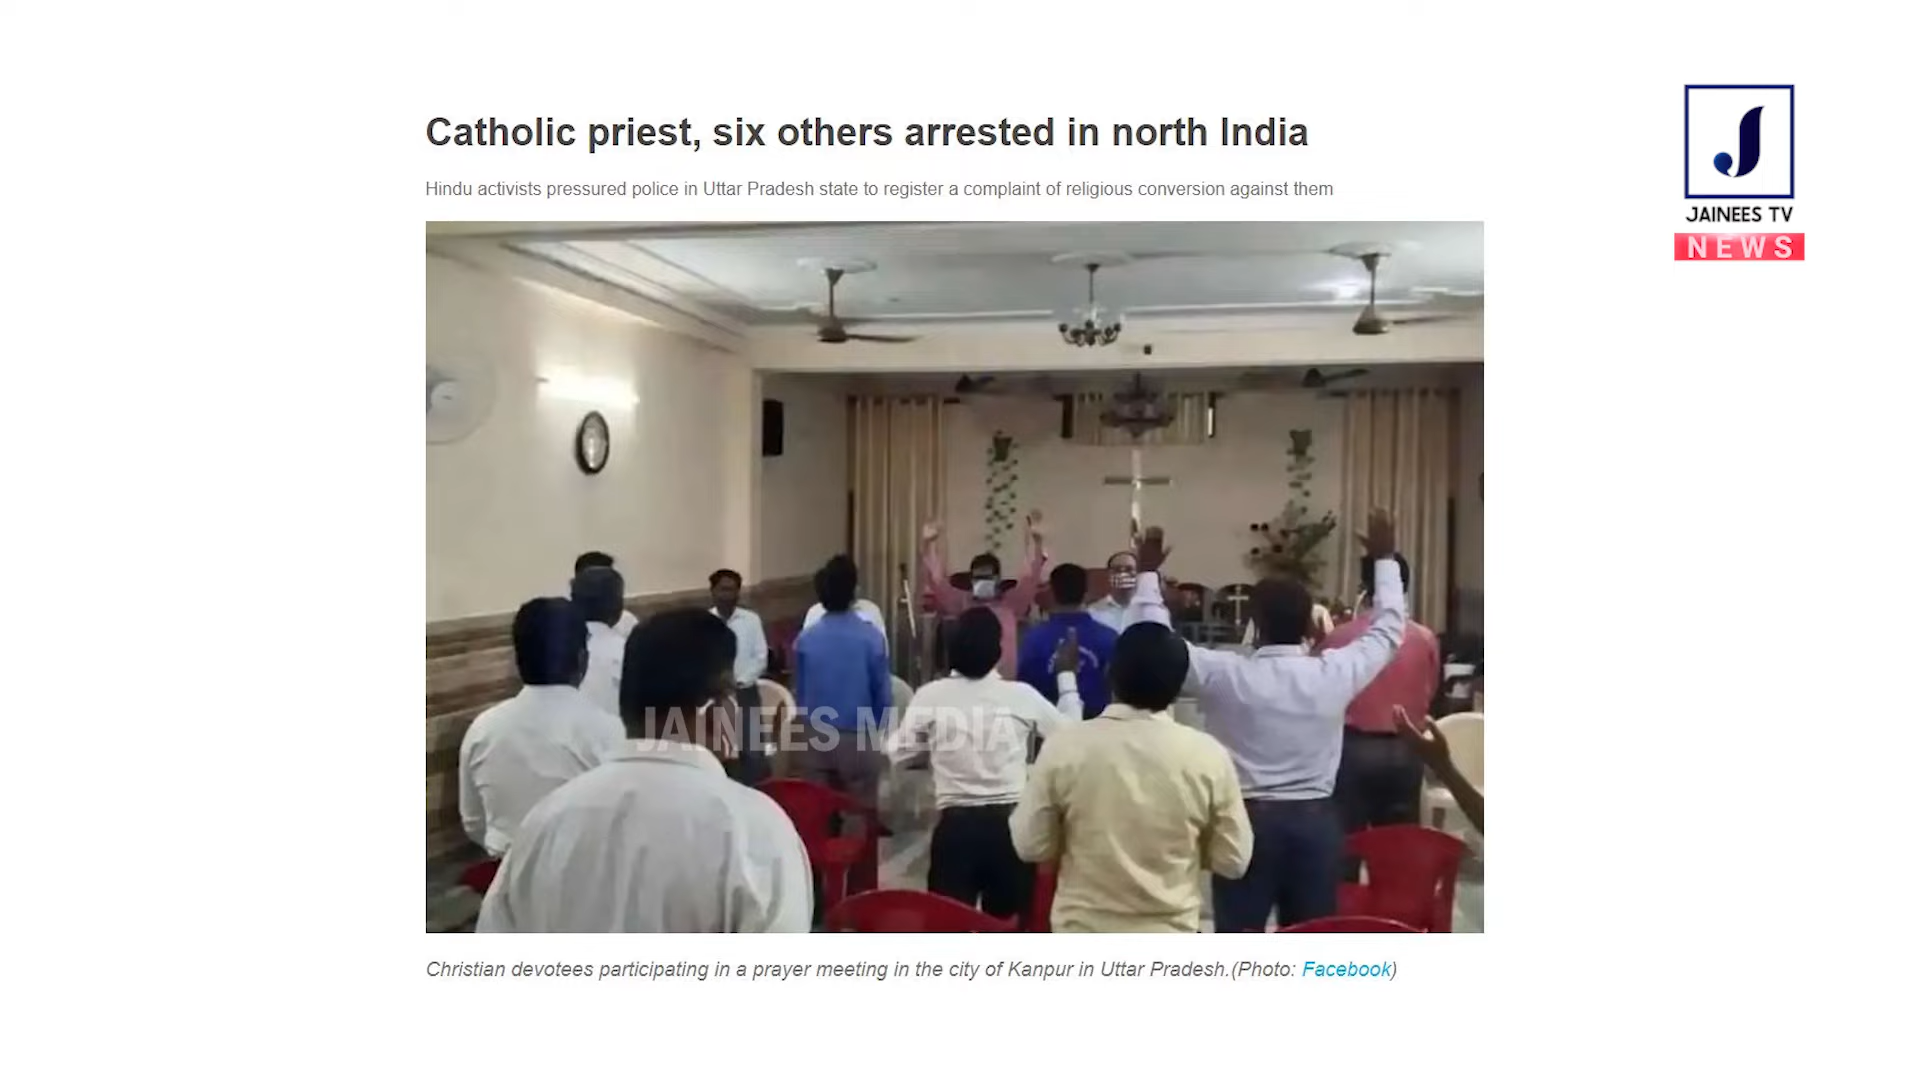 Catholic priest, six others arrested in north India
Hindu activists pressured police in Uttar Pradesh state to register a complaint of religious conversion against them
J
JAINEES TV
NEWS
JAINEES MEDIA
Christian devotees participating in a prayer meeting in the city of Kanpur in Uttar Pradesh.(Photo: Facebook)